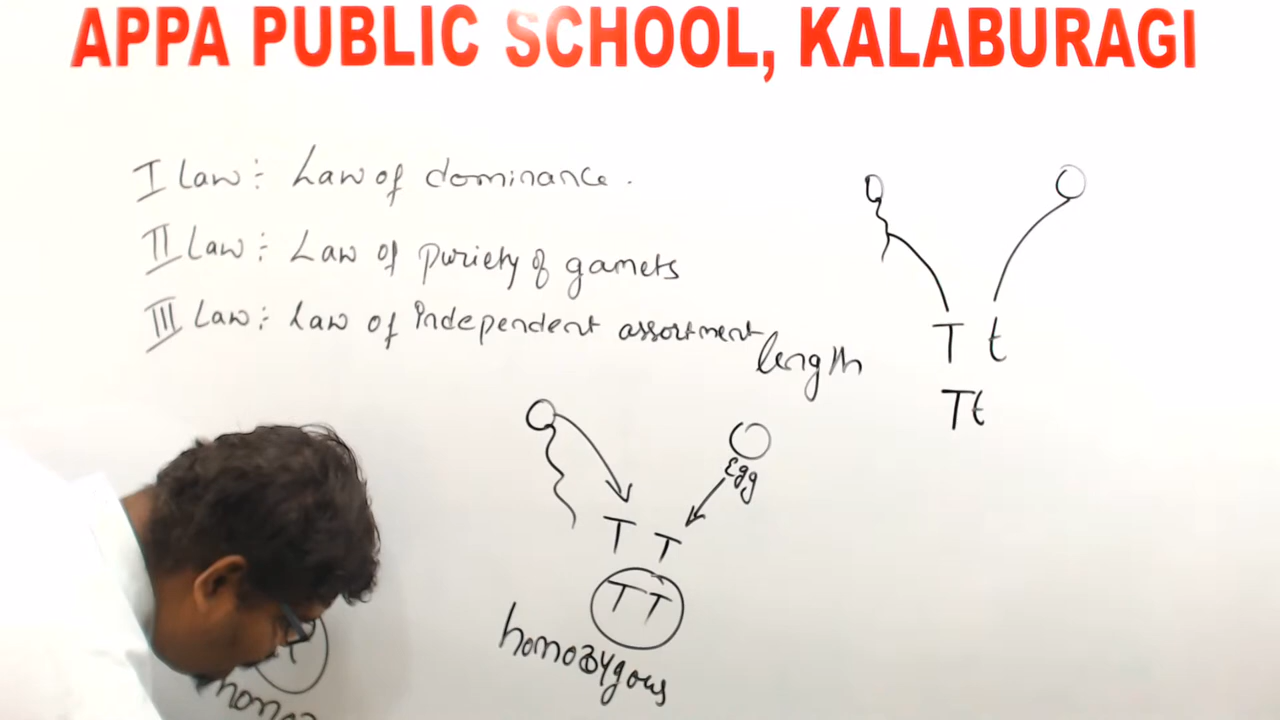 APPA PUBLIC SCHOOL, KALABURAGI
I Law: Law of dominance.
II Law: Law of puriety of gamets
III Law: Law of independent assortment
length
T t
Tt
Egg
T T
TT
homozygous